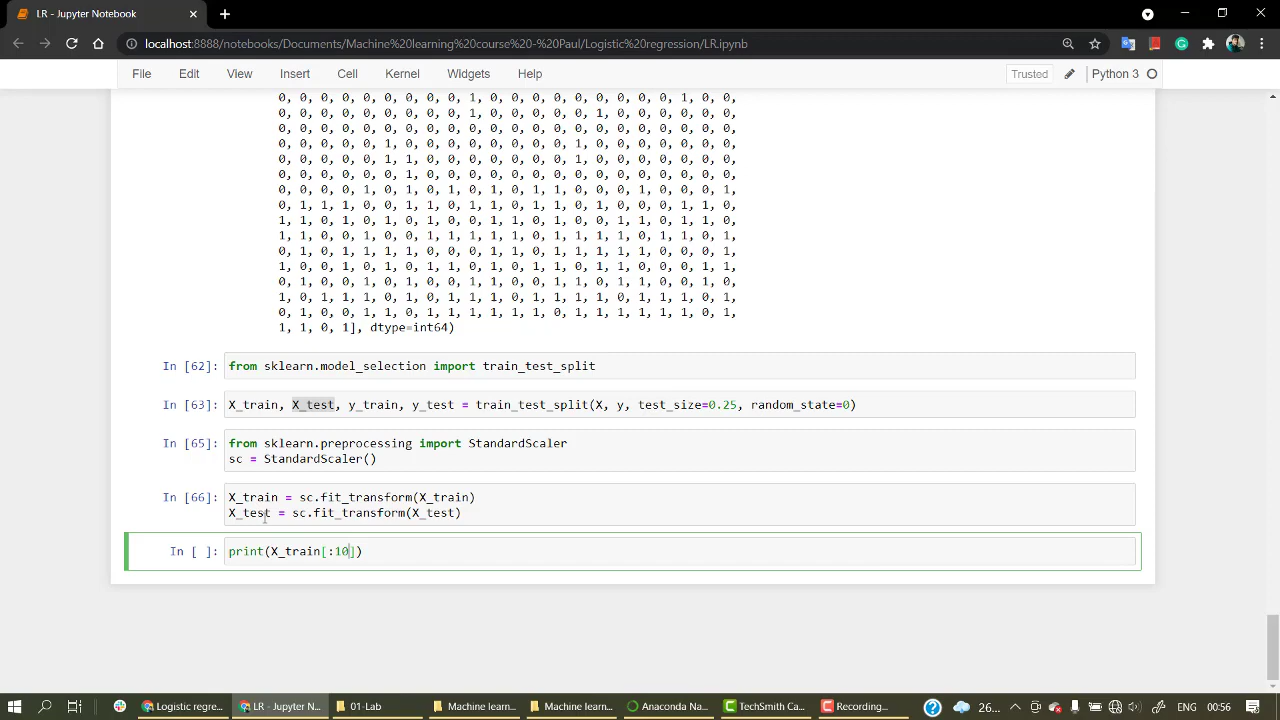 LR - Jupyter Notebook
localhost:8888/notebooks/Documents/Machine%20learning%20course%20-%20Paul/Logistic%20regression/LR.ipynb
File Edit View Insert Cell Kernel Widgets Help Trusted Python 3
0, 0, 0, 0, 0, 0, 0, 0, 0, 1, 0, 0, 0, 0, 0, 0, 0, 0, 0, 1, 0, 0,
0, 0, 0, 0, 0, 0, 0, 0, 0, 1, 0, 0, 0, 0, 0, 1, 0, 0, 0, 0, 0, 0,
0, 0, 0, 0, 0, 0, 0, 0, 0, 0, 0, 0, 0, 0, 0, 0, 0, 0, 0, 0, 0, 0,
0, 0, 0, 0, 0, 1, 0, 0, 0, 0, 0, 0, 0, 0, 1, 0, 0, 0, 0, 0, 0, 0,
0, 0, 0, 0, 0, 1, 1, 0, 0, 0, 0, 0, 0, 0, 1, 0, 0, 0, 0, 0, 0, 0,
0, 0, 0, 0, 0, 0, 0, 0, 0, 0, 0, 0, 0, 0, 0, 0, 0, 0, 0, 0, 0, 0,
0, 0, 0, 0, 1, 0, 1, 0, 1, 0, 1, 0, 1, 1, 0, 0, 0, 1, 0, 0, 0, 1,
0, 1, 1, 1, 0, 1, 0, 1, 0, 0, 1, 0, 0, 1, 1, 0, 1, 0, 0, 1, 1, 0,
1, 1, 0, 1, 0, 1, 0, 1, 0, 0, 1, 1, 0, 1, 0, 0, 1, 1, 0, 1, 1, 0,
1, 1, 0, 0, 1, 0, 0, 1, 1, 1, 1, 1, 0, 1, 1, 1, 1, 0, 1, 1, 0, 1,
0, 1, 0, 1, 1, 1, 1, 0, 0, 0, 1, 1, 0, 1, 1, 1, 1, 1, 0, 0, 0, 1,
1, 0, 0, 1, 0, 1, 0, 1, 1, 0, 1, 0, 1, 1, 0, 1, 1, 0, 0, 0, 1, 1,
0, 1, 0, 0, 1, 0, 1, 0, 0, 1, 1, 0, 0, 1, 1, 0, 1, 1, 0, 0, 1, 0,
1, 0, 1, 1, 1, 0, 1, 0, 1, 1, 1, 0, 1, 1, 1, 1, 0, 1, 1, 1, 0, 1,
0, 1, 0, 0, 1, 1, 0, 1, 1, 1, 1, 1, 1, 0, 1, 1, 1, 1, 1, 1, 0, 1,
1, 1, 0, 1], dtype=int64)
In [62]: from sklearn.model_selection import train_test_split
In [63]: X_train, X_test, y_train, y_test = train_test_split(X, y, test_size=0.25, random_state=0)
In [65]: from sklearn.preprocessing import StandardScaler
sc = StandardScaler()
In [66]: X_train = sc.fit_transform(X_train)
X_test = sc.fit_transform(X_test)
In [ ]: print(X_train[:10])
Logistic regre... LR - Jupyter N... 01-Lab Machine learn... Machine learn... Anaconda Na... TechSmith Ca... Recording... 26... ENG 00:56